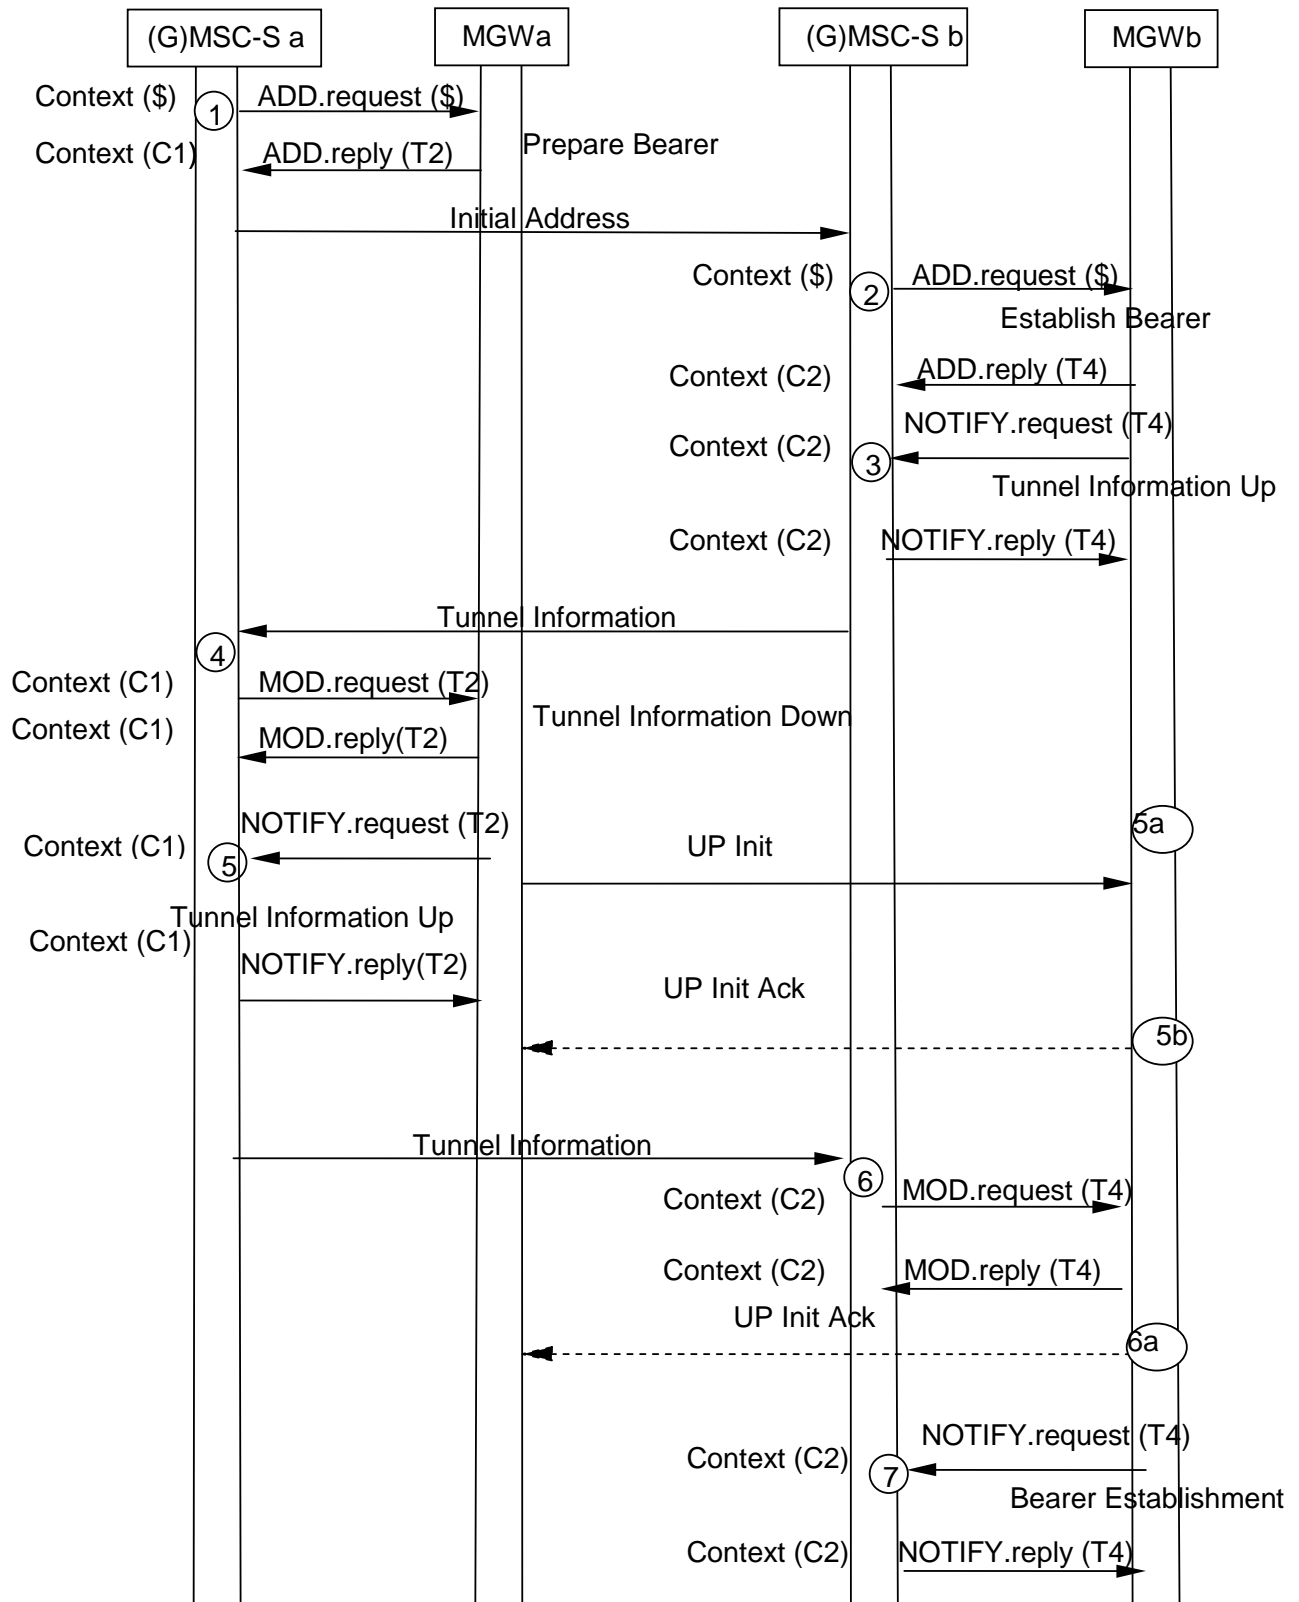 (G)MSC-S a
MGWa
(G)MSC-S b
MGWb
Context ($)
1
ADD.request ($)
Prepare Bearer
Context (C1)
ADD.reply (T2)
Initial Address
Context ($)
2
ADD.request ($)
Establish Bearer
Context (C2)
ADD.reply (T4)
NOTIFY.request (T4)
Context (C2)
3
Tunnel Information Up
Context (C2)
NOTIFY.reply (T4)
Tunnel Information
4
Context (C1)
MOD.request (T2)
Tunnel Information Down
Context (C1)
MOD.reply(T2)
NOTIFY.request (T2)
5a
Context (C1)
5
UP Init
Tunnel Information Up
Context (C1)
NOTIFY.reply(T2)
UP Init Ack
5b
Tunnel Information
6
Context (C2)
MOD.request (T4)
Context (C2)
MOD.reply (T4)
UP Init Ack
6a
NOTIFY.request (T4)
Context (C2)
7
Bearer Establishment
Context (C2)
NOTIFY.reply (T4)